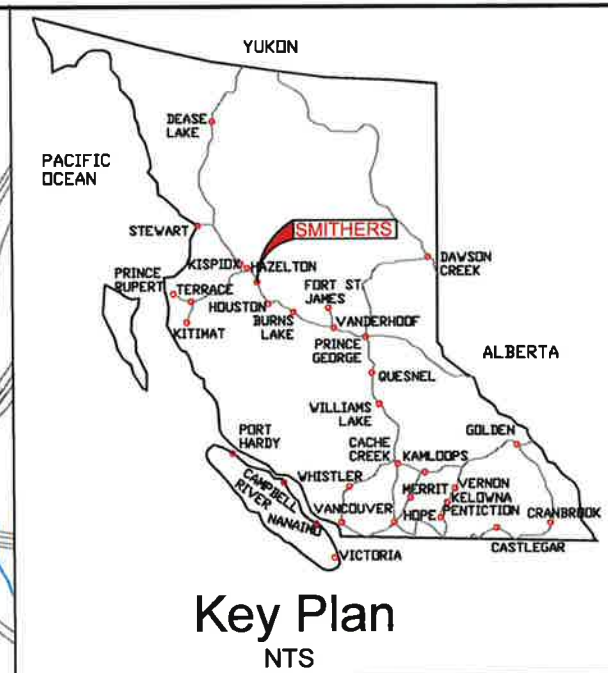 YUKON
DEASE
LAKE
PACIFIC
OCEAN
STEWART
SMITHERS
KISPIOX
HAZELTON
DAWSON
CREEK
PRINCE
RUPERT
TERRACE
FORT ST
JAMES
HOUSTON
KITIMAT
BURNS
LAKE
VANDERHOOF
PRINCE
GEORGE
ALBERTA
QUESNEL
WILLIAMS
LAKE
PORT
HARDY
GOLDEN
CACHE
CREEK
KAMLOOPS
CAMPBELL
RIVER
WHISTLER
MERRIT
VERNON
KELOWNA
VANCOUVER
HOPE
PENTICTION
CRANBROOK
NANAIMO
VICTORIA
CASTLEGAR
Key Plan
NTS